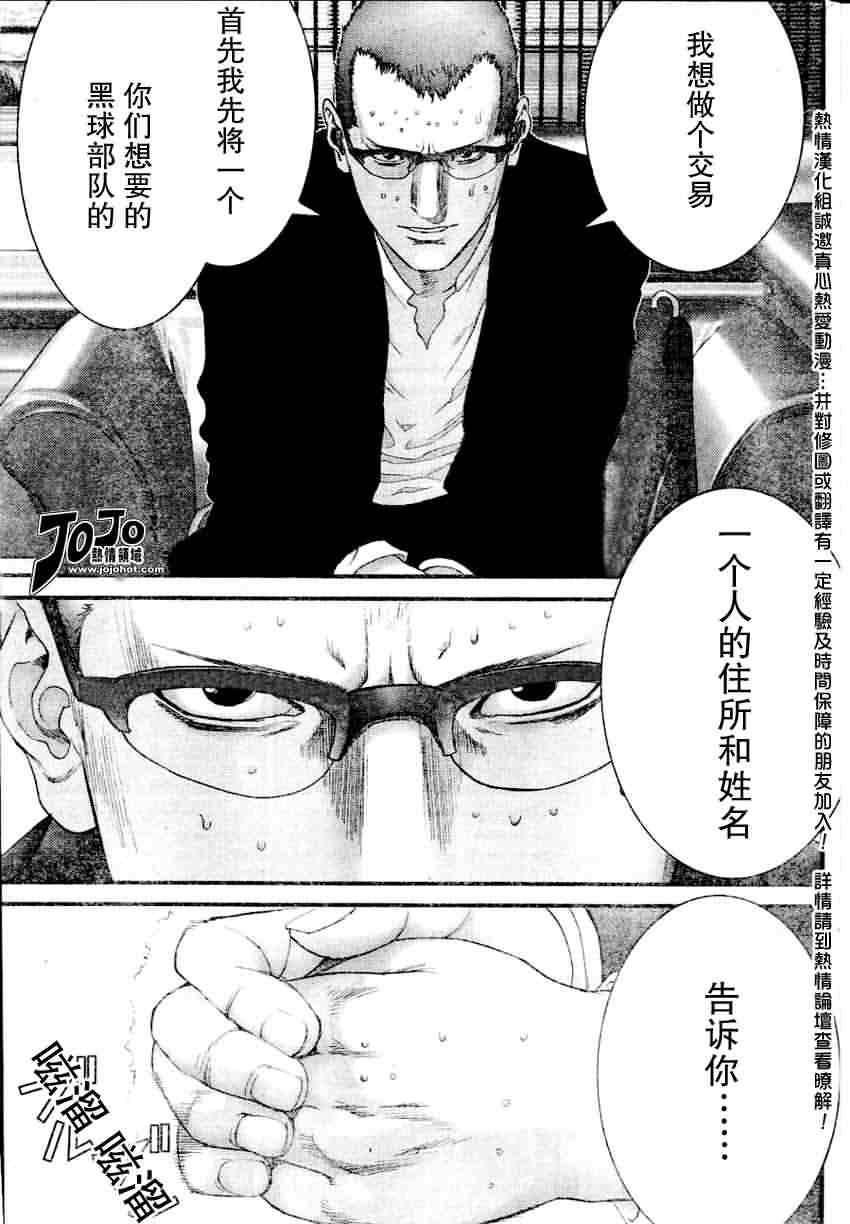 我想做个交易
首先我先将一个
你们想要的
黑球部队的
一个人的住所和姓名
告诉你……
嗞溜
嗞溜
JOJO
熱情領域
www.jojohot.com
熱情漢化組誠邀真心熱愛動漫…并對修圖或翻譯有一定經驗及時間保障的朋友加入！ 詳情請到熱情論壇查看暸解！